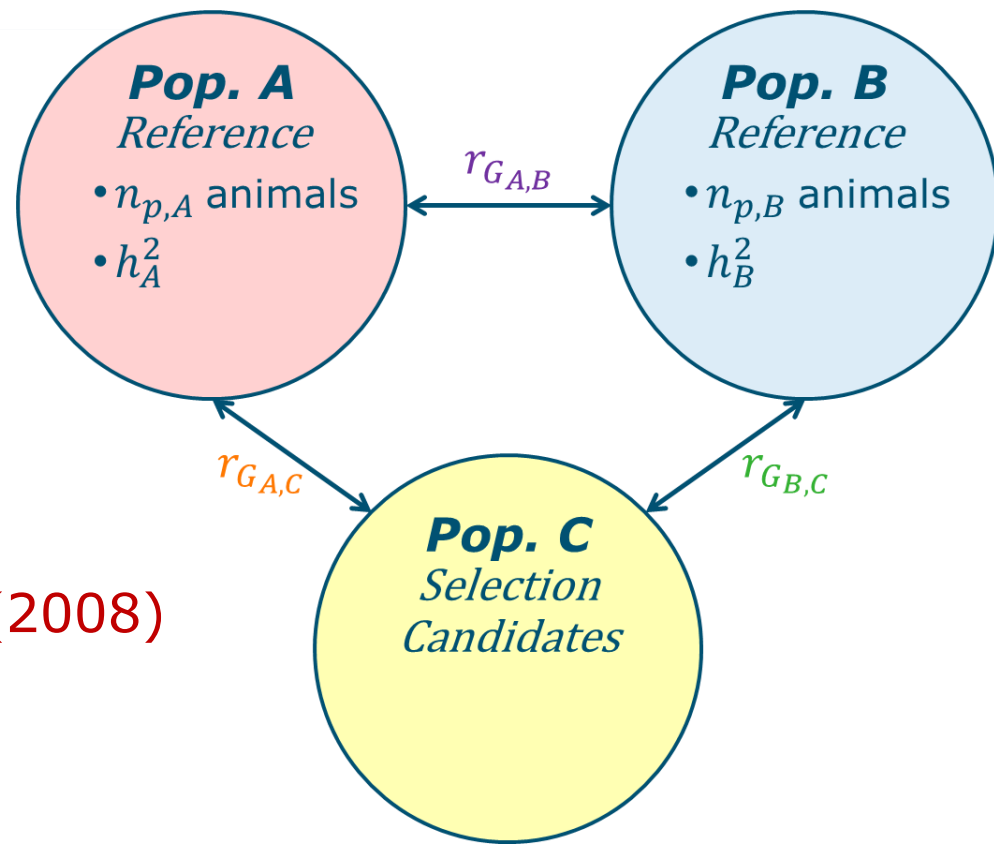 Pop. A
Reference
• n_{p,A} animals
• h_A^2
r_{G_{A,B}}
Pop. B
Reference
• n_{p,B} animals
• h_B^2
r_{G_{A,C}}
r_{G_{B,C}}
Pop. C
Selection
Candidates
(2008)